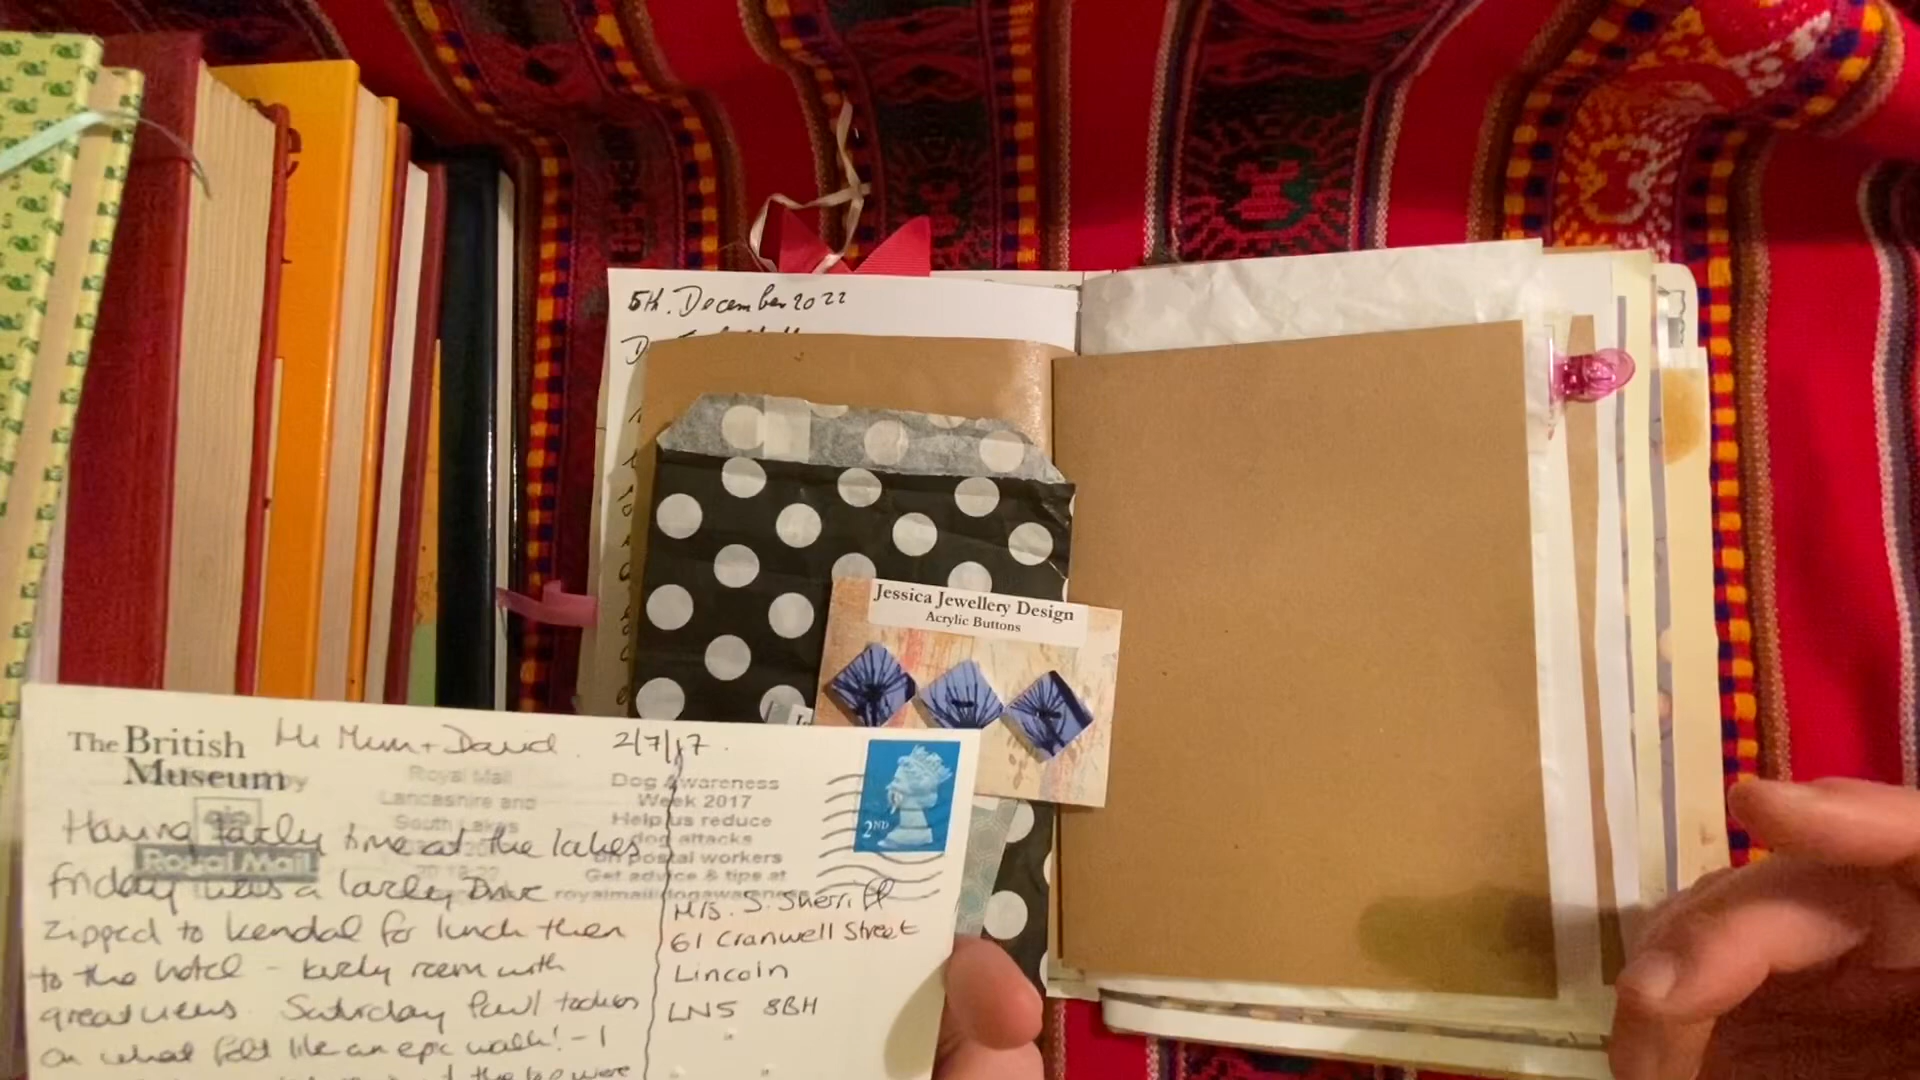 5th. December 2022
Jessica Jewellery Design
Acrylic Buttons
The British
Museum
Hi Mum + David.
2/7/17.
Royal Mail
Lancashire and
South Lakes
Royal Mail
Dog Awareness
Week 2017
Help us reduce
dog attacks
on postal workers
Get advice & tips at
royalmail/dogawareness
2ND
Having lovely time at the lakes
Friday was a lovely Drive
zipped to kendal for lunch then
to the hotel - lovely room with
great views. Saturday Paul
on what felt like an epic walk! - I
were
Mrs. S. Sherriff
61 Cranwell Street
Lincoln
LN5 8BH